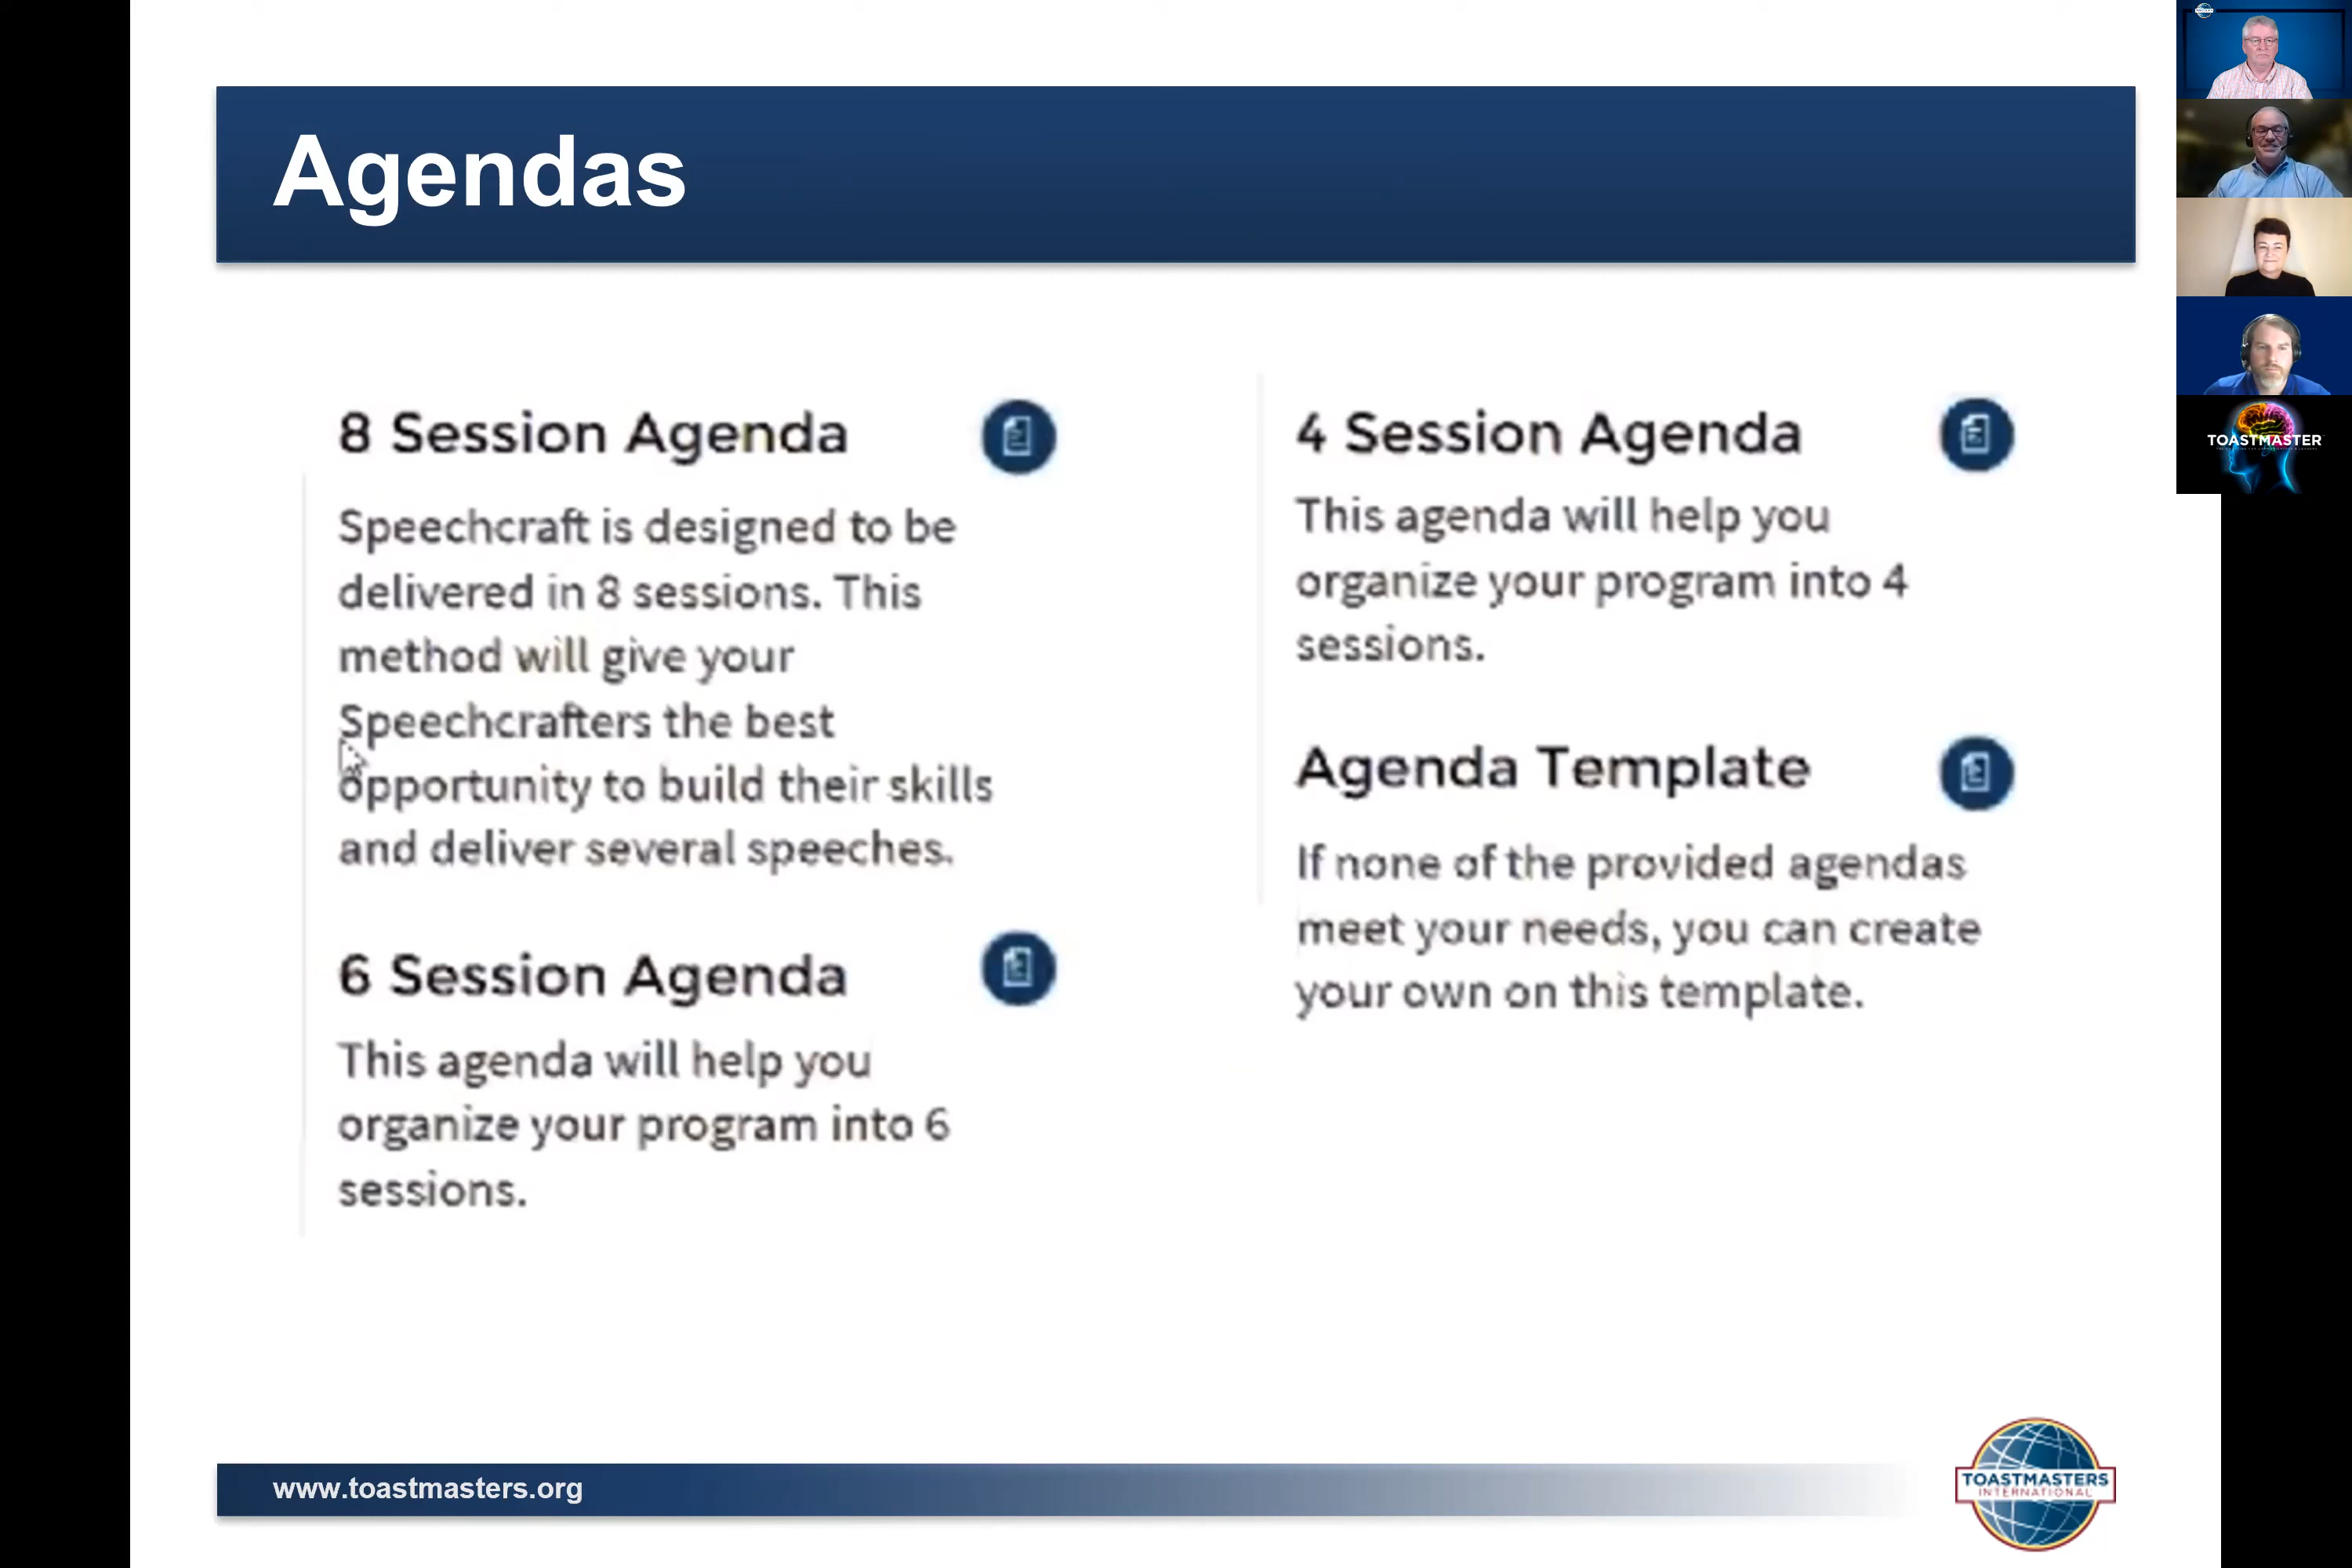 Agendas
8 Session Agenda
Speechcraft is designed to be
delivered in 8 sessions. This
method will give your
Speechcrafters the best
opportunity to build their skills
and deliver several speeches.
6 Session Agenda
This agenda will help you
organize your program into 6
sessions.
4 Session Agenda
This agenda will help you
organize your program into 4
sessions.
Agenda Template
If none of the provided agendas
meet your needs, you can create
your own on this template.
www.toastmasters.org
TOASTMASTERS
INTERNATIONAL
TOASTMASTER